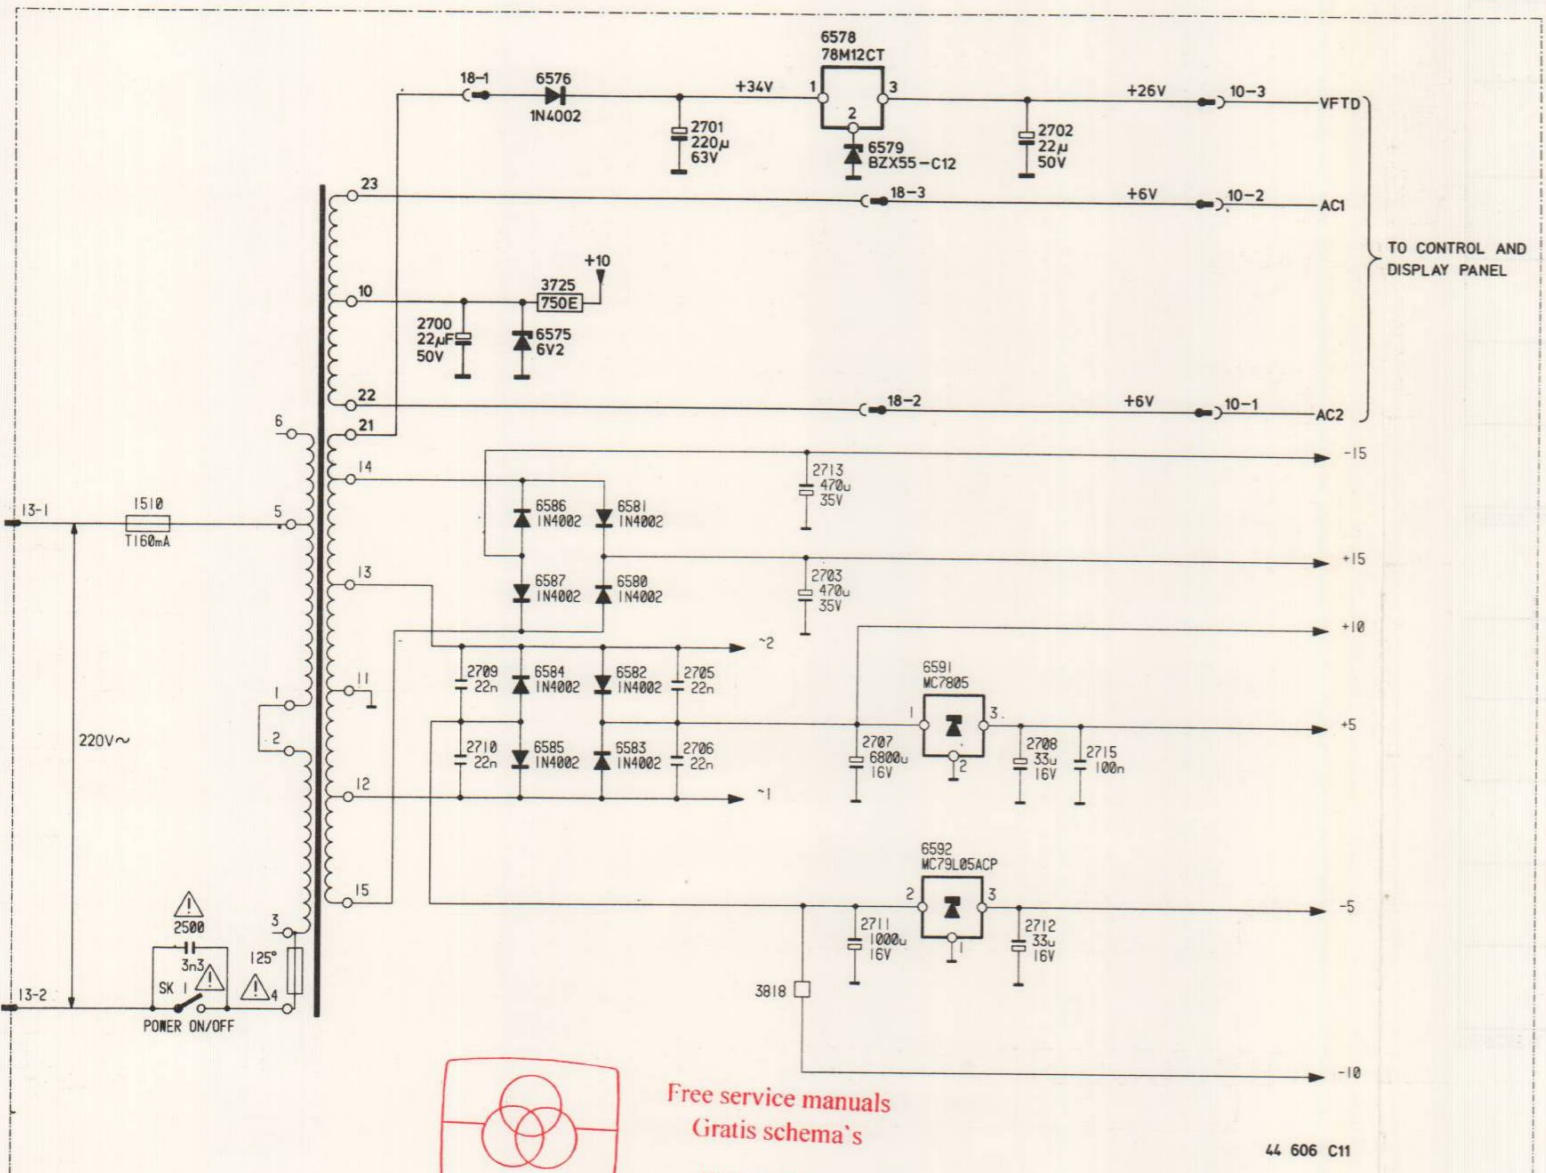 6578
78M12CT
18-1
6576
1N4002
+34V
1
3
2
+26V
10-3
VFTD
2701
220µ
63V
6579
BZX55-C12
2702
22µ
50V
23
18-3
+6V
10-2
AC1
TO CONTROL AND
DISPLAY PANEL
+10
10
3725
750E
2700
22µF
50V
6575
6V2
22
18-2
+6V
10-1
AC2
6
21
14
2713
470u
35V
-15
13-1
1510
T160mA
5
6586
1N4002
6581
1N4002
13
6587
1N4002
6580
1N4002
2703
470u
35V
+15
+10
~2
11
2709
22n
6584
1N4002
6582
1N4002
2705
22n
6591
MC7805
1
3
2
+5
1
2
220V~
2710
22n
6585
1N4002
6583
1N4002
2706
22n
2707
6800u
16V
2708
33u
16V
2715
100n
12
~1
6592
MC79L05ACP
2
3
1
-5
15
2711
1000u
16V
2712
33u
16V
3
2500
3n3
125°
SK 1
4
13-2
POWER ON/OFF
3818
-10
Free service manuals
Gratis schema`s
44 606 C11